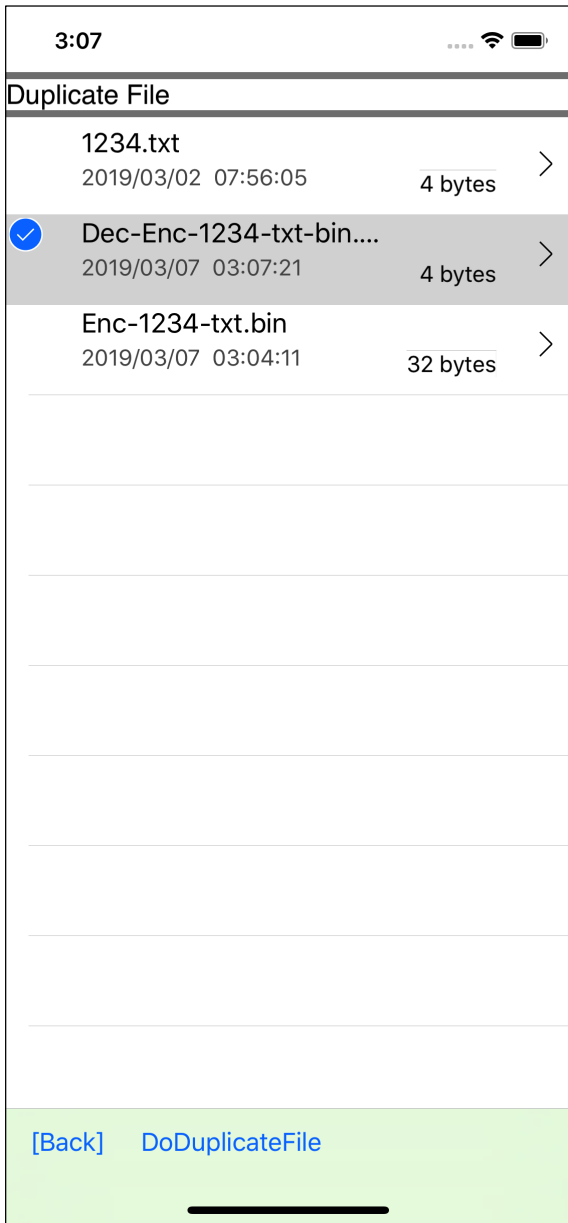 3:07
Duplicate File
1234.txt
2019/03/02 07:56:05
4 bytes
Dec-Enc-1234-txt-bin....
2019/03/07 03:07:21
4 bytes
Enc-1234-txt.bin
2019/03/07 03:04:11
32 bytes
[Back] DoDuplicateFile